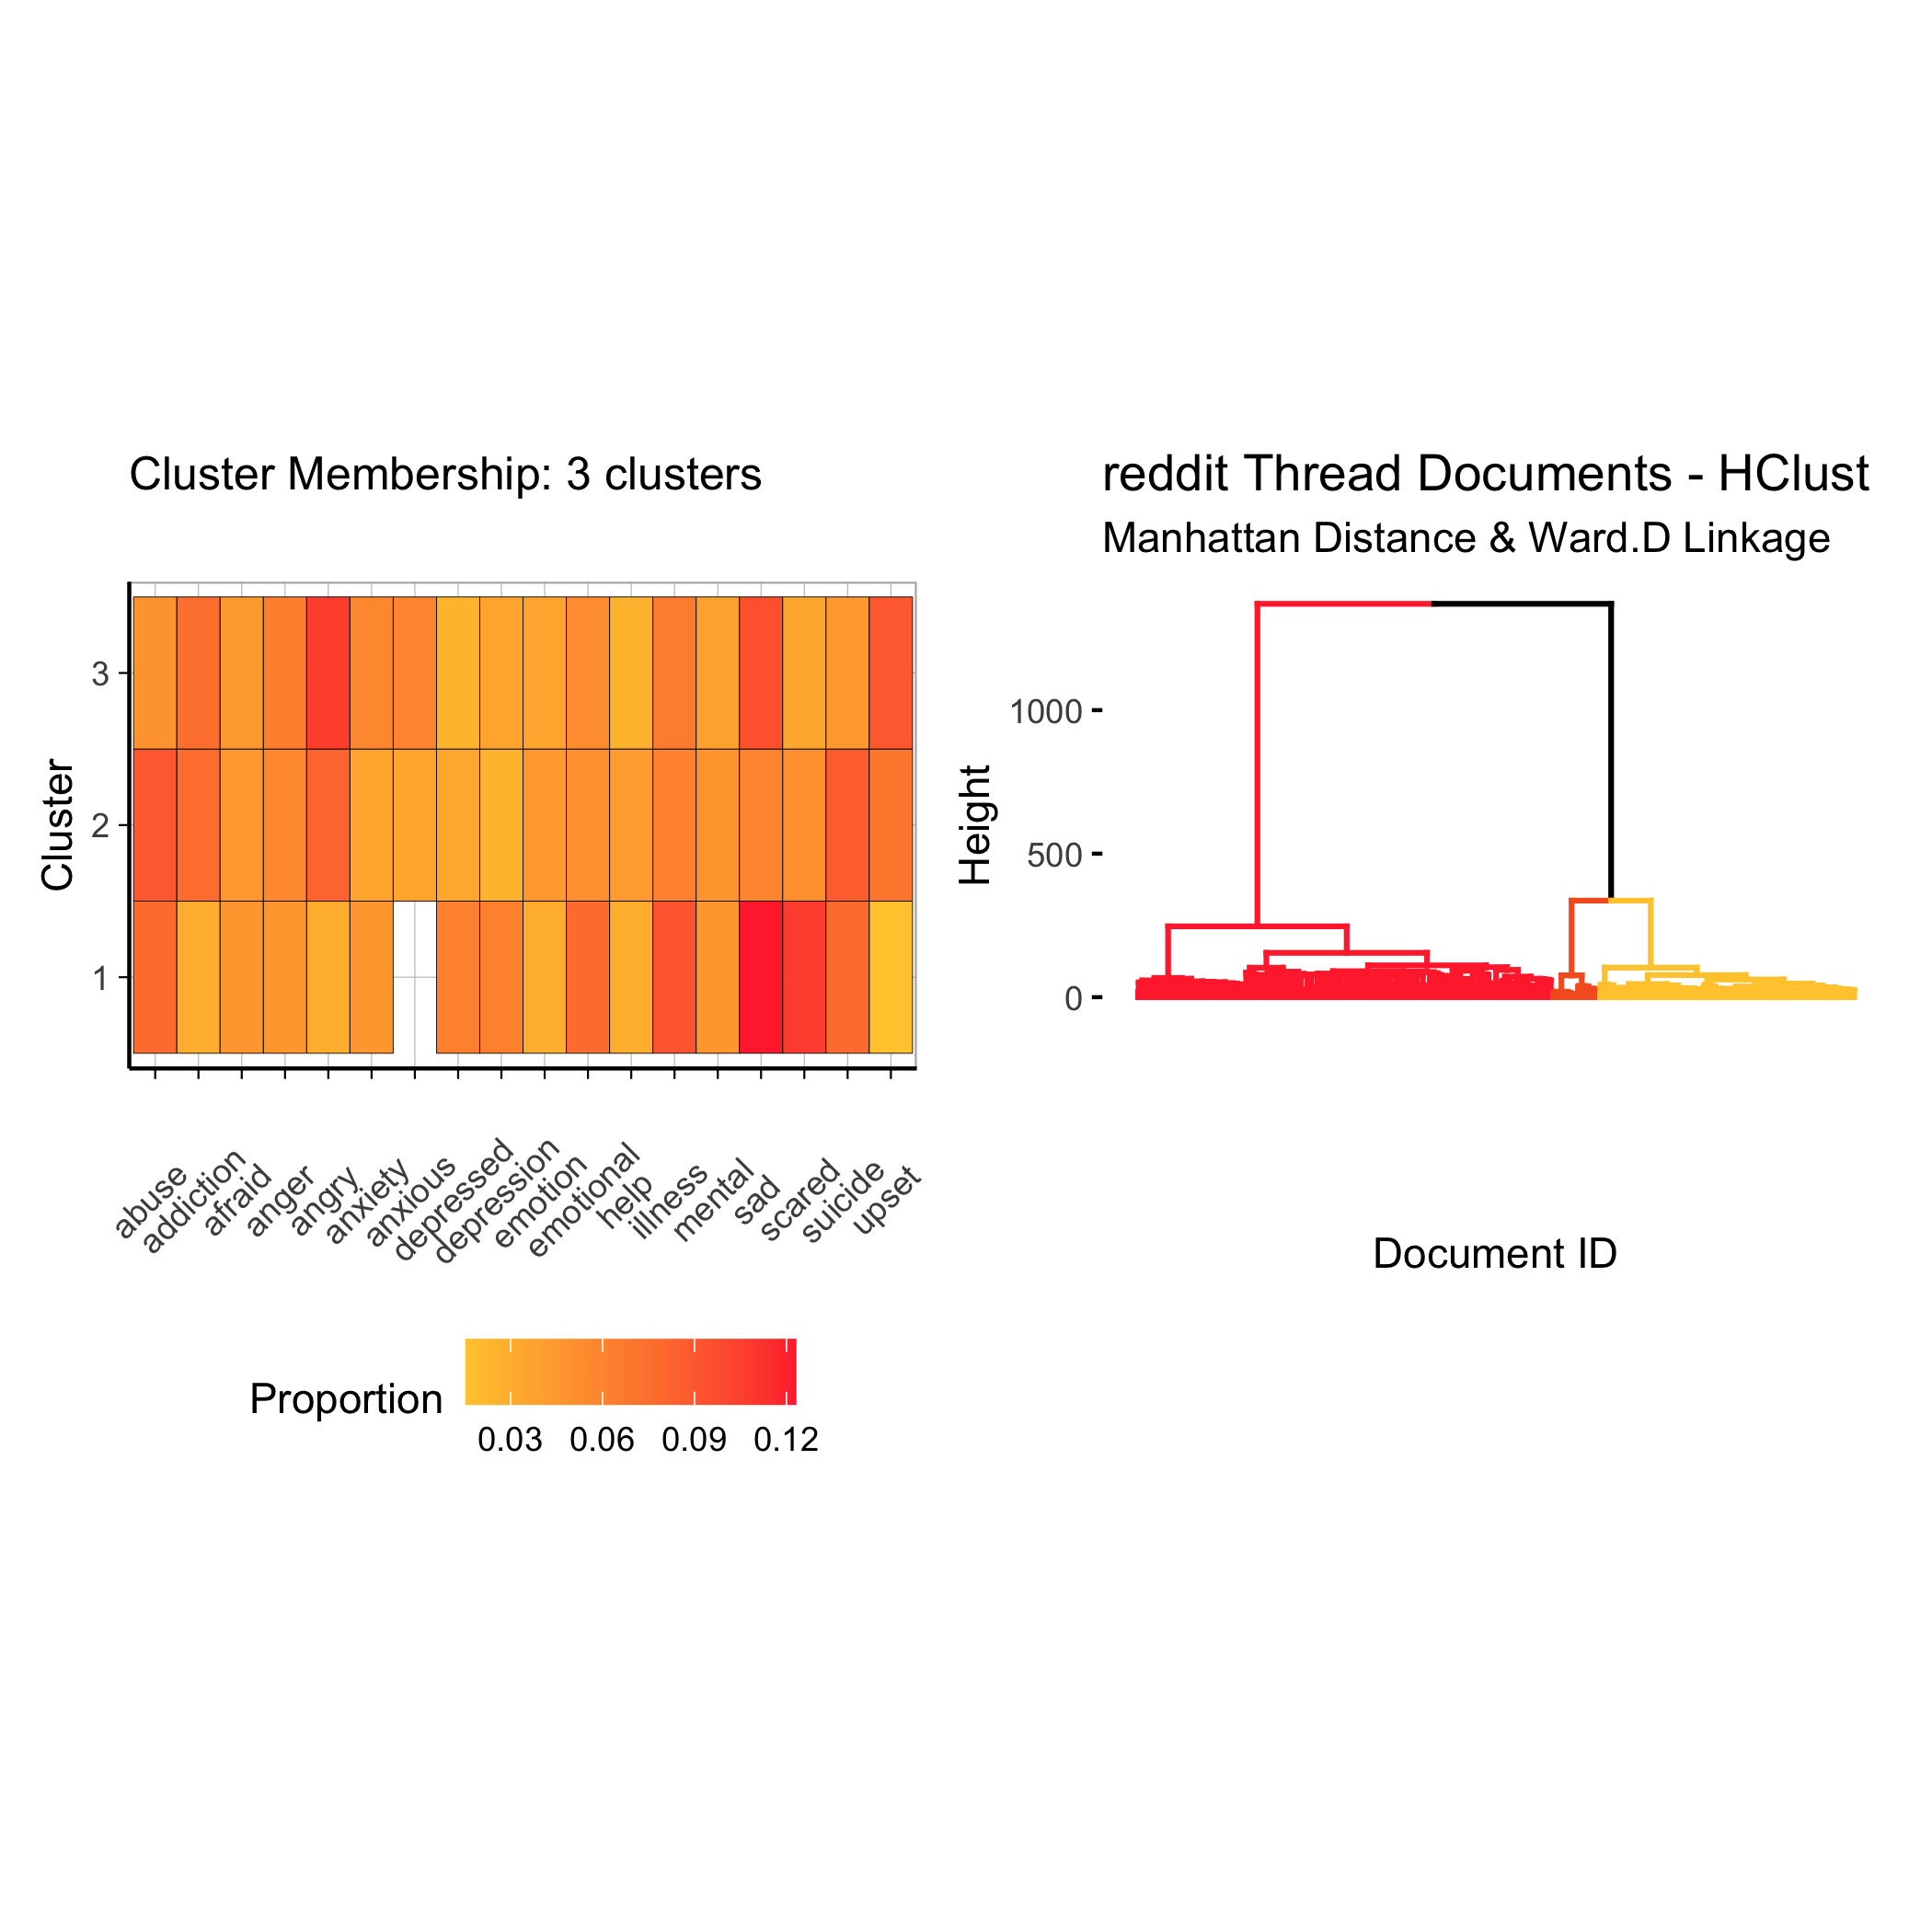 Cluster Membership: 3 clusters
Cluster
3
2
1
abuse
addiction
afraid
anger
angry
anxiety
anxious
depressed
depression
emotion
emotional
help
illness
mental
sad
scared
suicide
upset
Proportion
0.03 0.06 0.09 0.12
reddit Thread Documents - HClust
Manhattan Distance & Ward.D Linkage
Height
1000
500
0
Document ID